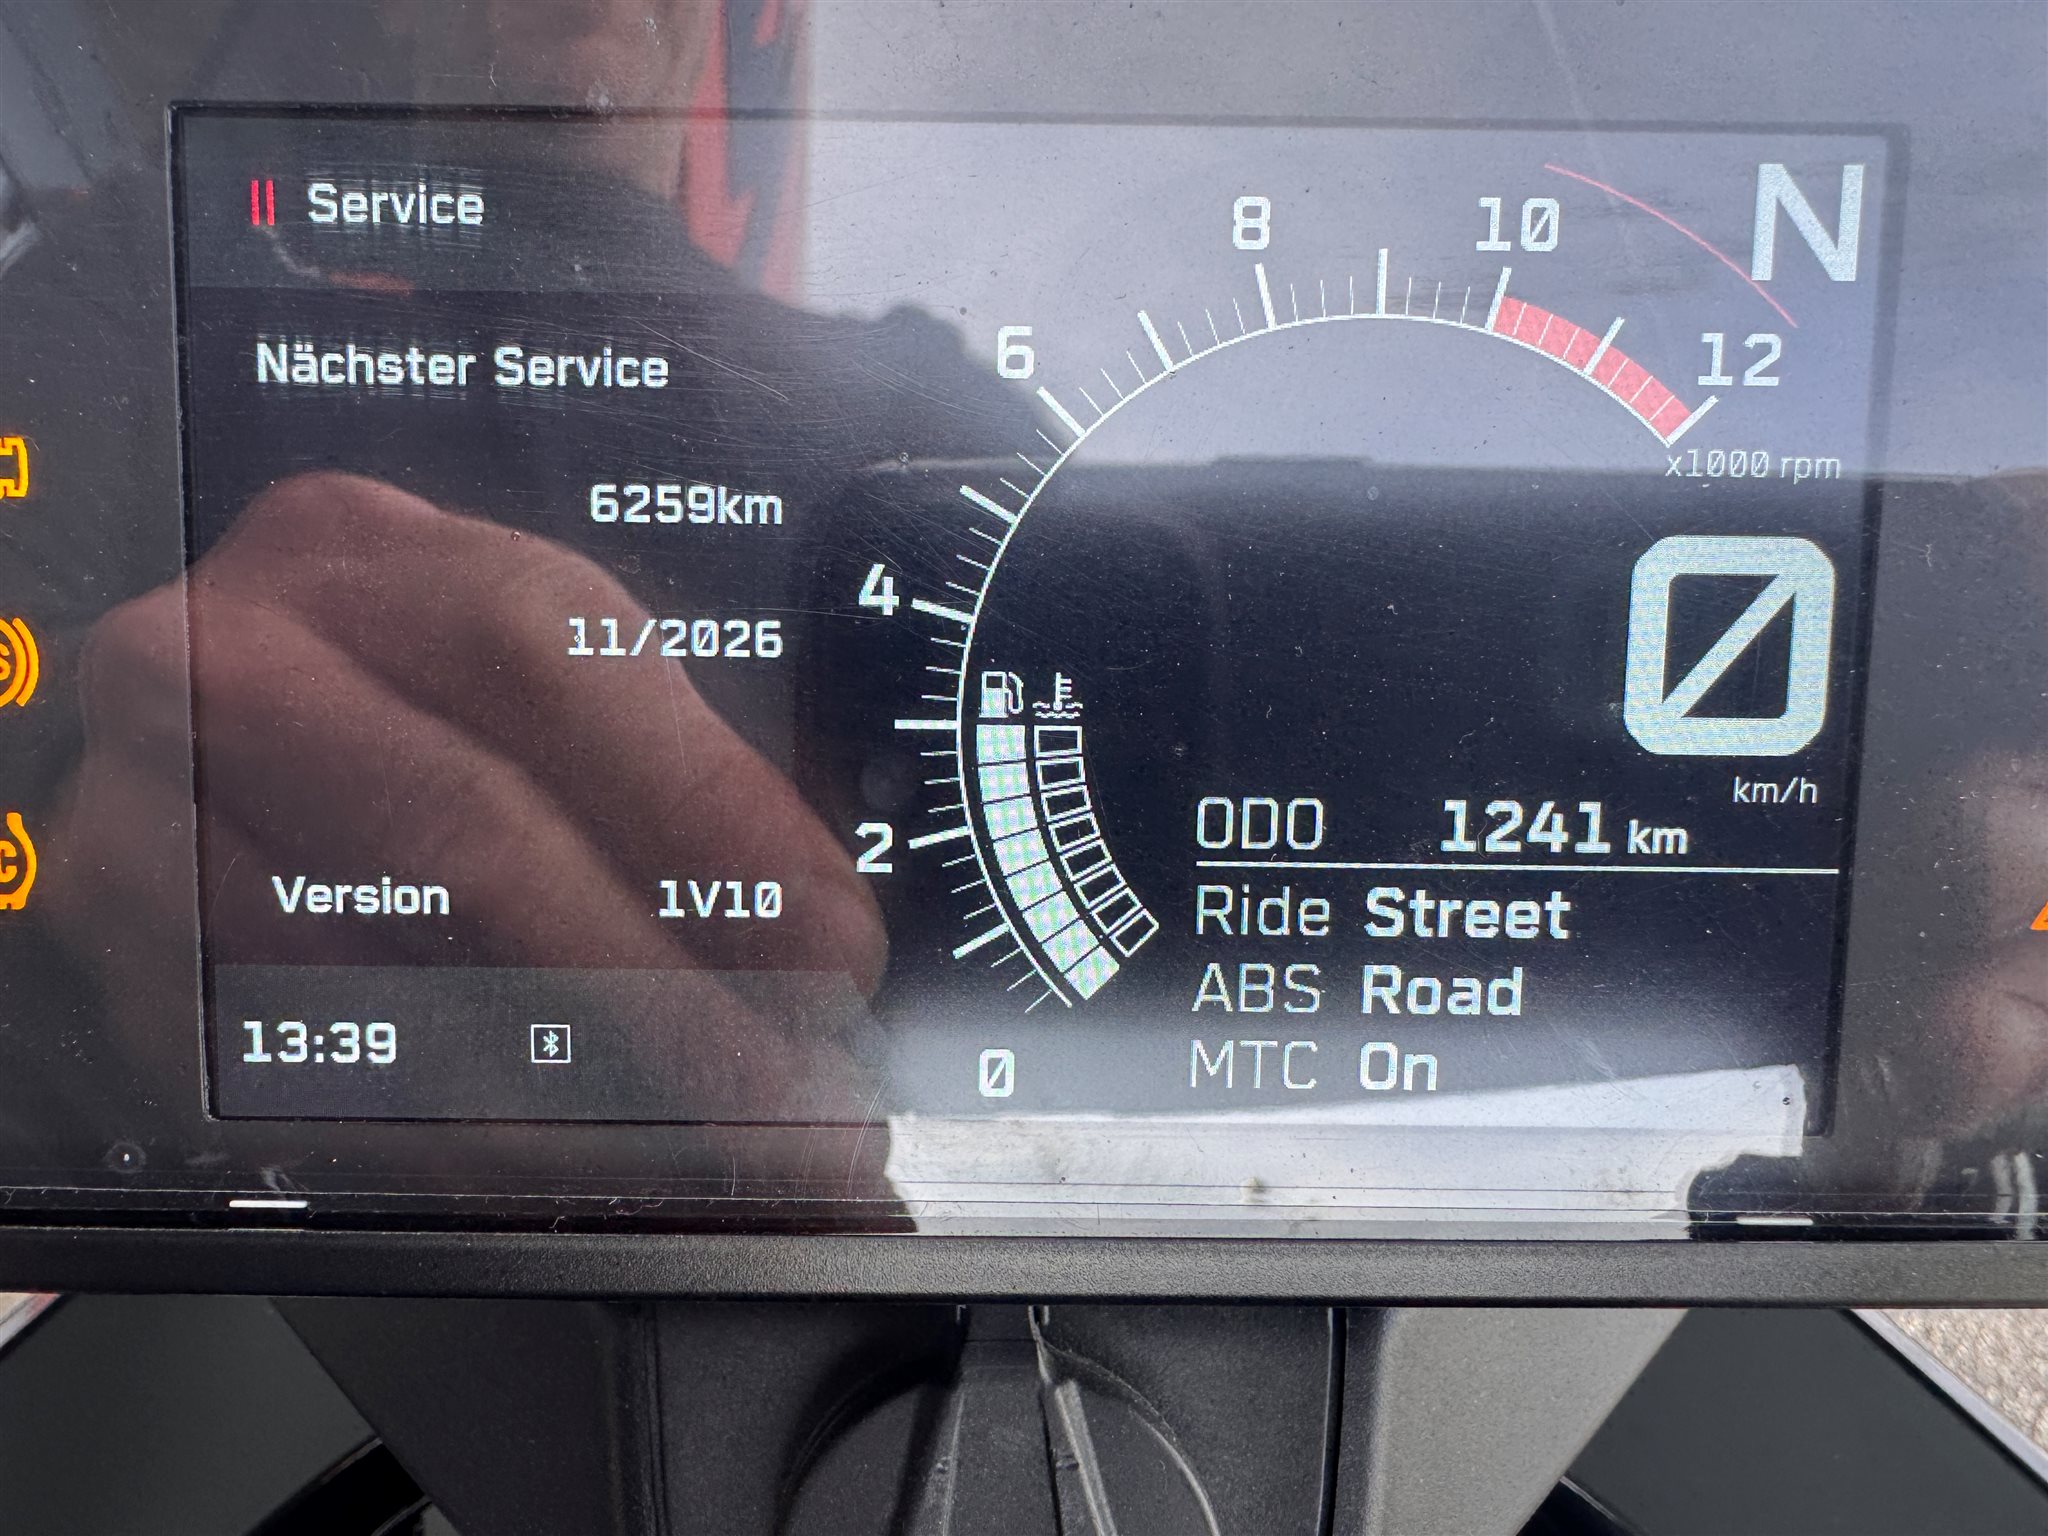 Service
Nächster Service
6259km
11/2026
Version 1V10
13:39
0
2
4
6
8
10
12
x1000 rpm
N
0
km/h
ODO 1241 km
Ride Street
ABS Road
MTC On